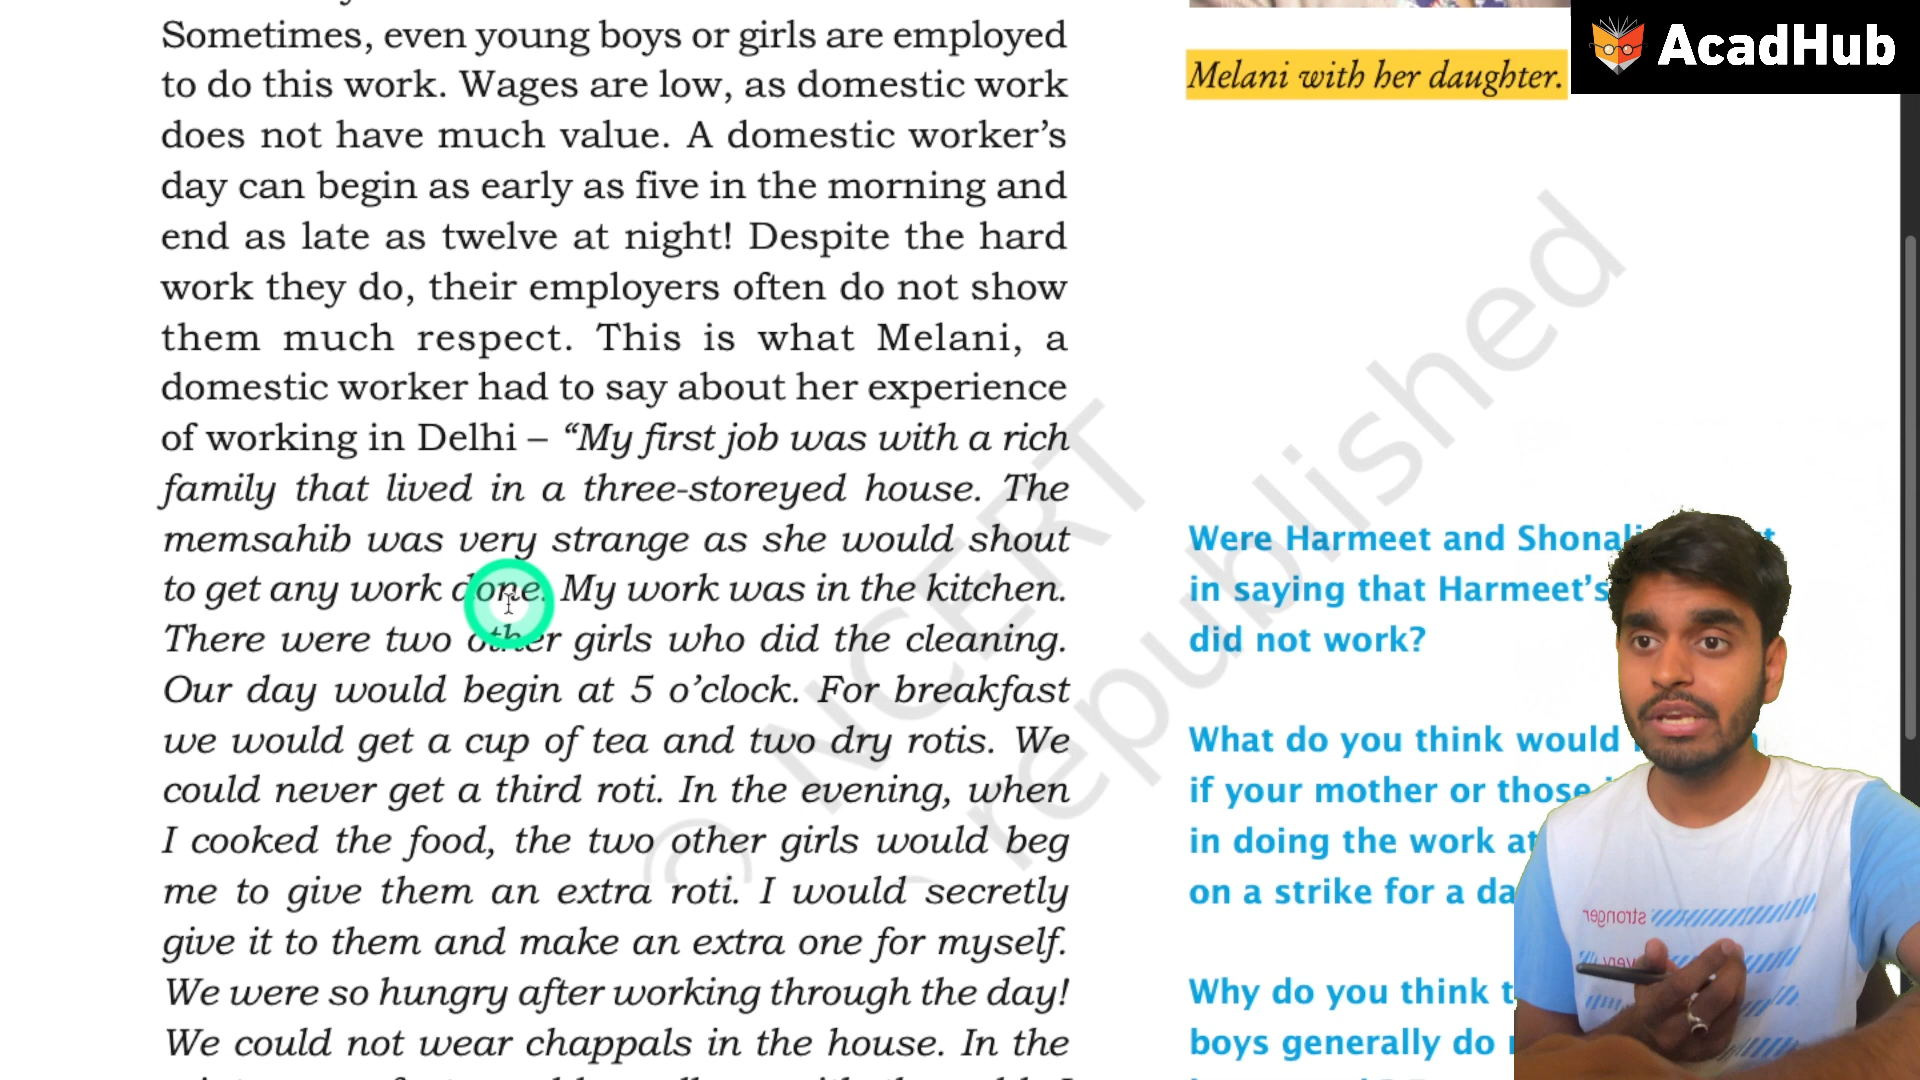 Sometimes, even young boys or girls are employed
to do this work. Wages are low, as domestic work
does not have much value. A domestic worker's
day can begin as early as five in the morning and
end as late as twelve at night! Despite the hard
work they do, their employers often do not show
them much respect. This is what Melani, a
domestic worker had to say about her experience
of working in Delhi – “My first job was with a rich
family that lived in a three-storeyed house. The
memsahib was very strange as she would shout
to get any work done. My work was in the kitchen.
There were two other girls who did the cleaning.
Our day would begin at 5 o'clock. For breakfast
we would get a cup of tea and two dry rotis. We
could never get a third roti. In the evening, when
I cooked the food, the two other girls would beg
me to give them an extra roti. I would secretly
give it to them and make an extra one for myself.
We were so hungry after working through the day!
We could not wear chappals in the house. In the
AcadHub
Melani with her daughter.
Were Harmeet and
in saying that Harmeet's
did not work?
What do you think would
if your mother or those
in doing the work at
on a strike for a
Why do you think
boys generally do
© NCERT
republished
stronger